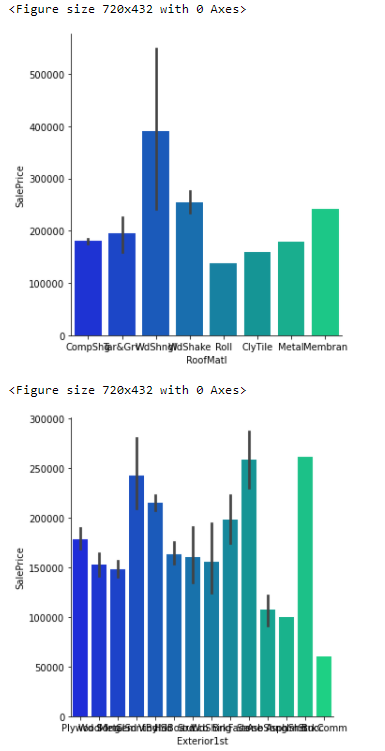 <Figure size 720x432 with 0 Axes>
500000
400000
300000
200000
100000
0
SalePrice
CompShg Tar&Grv WdShngl WdShake Roll ClyTile Metal Membran
RoofMatl
<Figure size 720x432 with 0 Axes>
300000
250000
200000
150000
100000
50000
0
SalePrice
Exterior1st